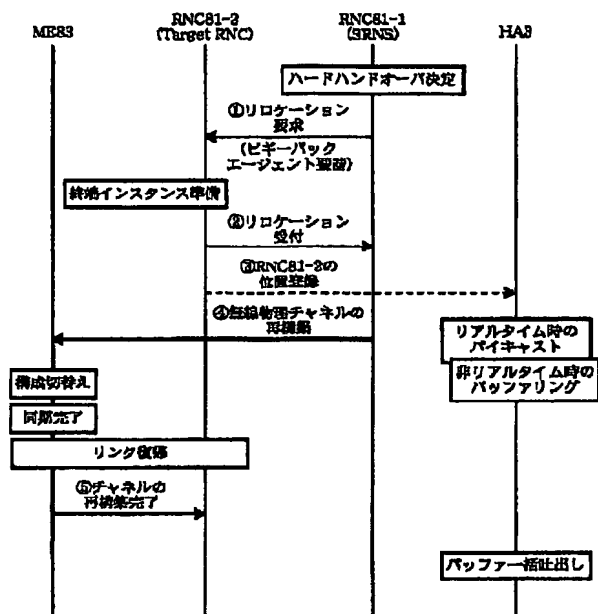 ME83
RNC81-2
(Target RNC)
RNC81-1
(SRNS)
HA3
ハードハンドオーバ決定
①リロケーション
要求
(ピギーバック
エージェント要請)
終端インスタンス準備
②リロケーション
受付
③RNC81-2の
位置登録
④無線物理チャネルの
再構築
リアルタイム時の
バイキャスト
非リアルタイム時の
バッファリング
構成切替え
同期完了
リンク復帰
⑤チャネルの
再構築完了
バッファ一括吐出し